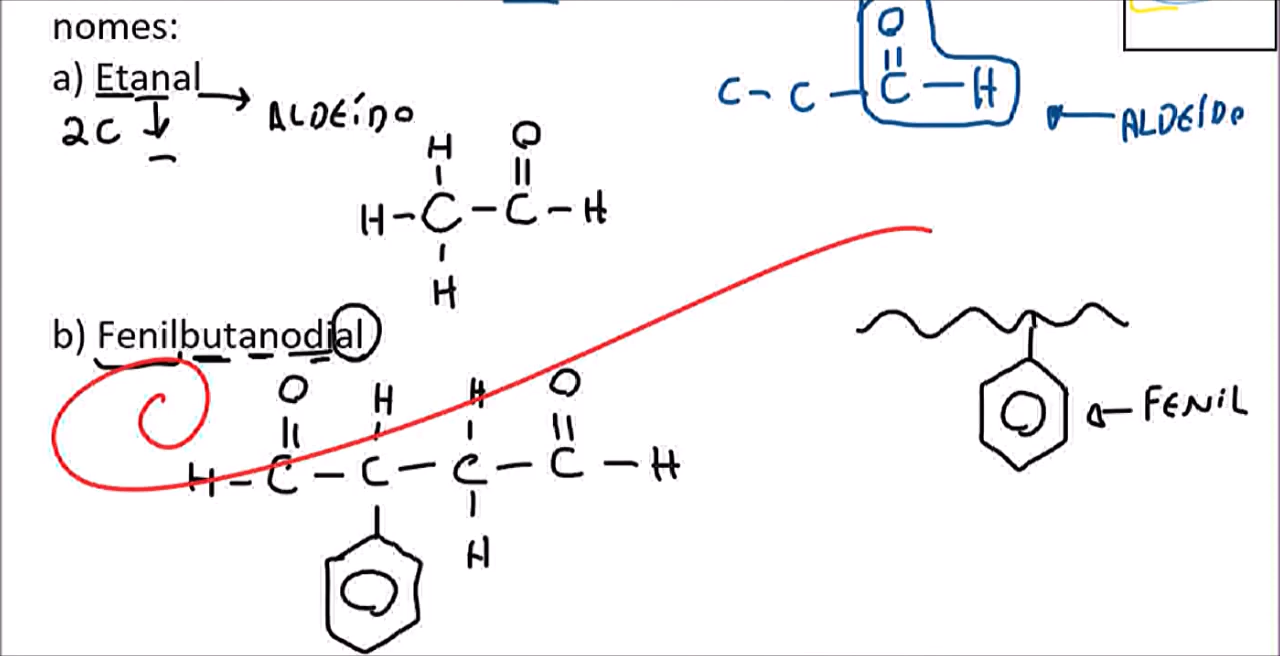 nomes:
a) Etanal → ALDEÍDO
2C ↓
–
O
||
C - C - C - H
← ALDEÍDO
H O
| ||
H - C - C - H
|
H
b) Fenilbutanodial
O H H O
|| | | ||
H - C - C - C - C - H
| |
H
← FENIL